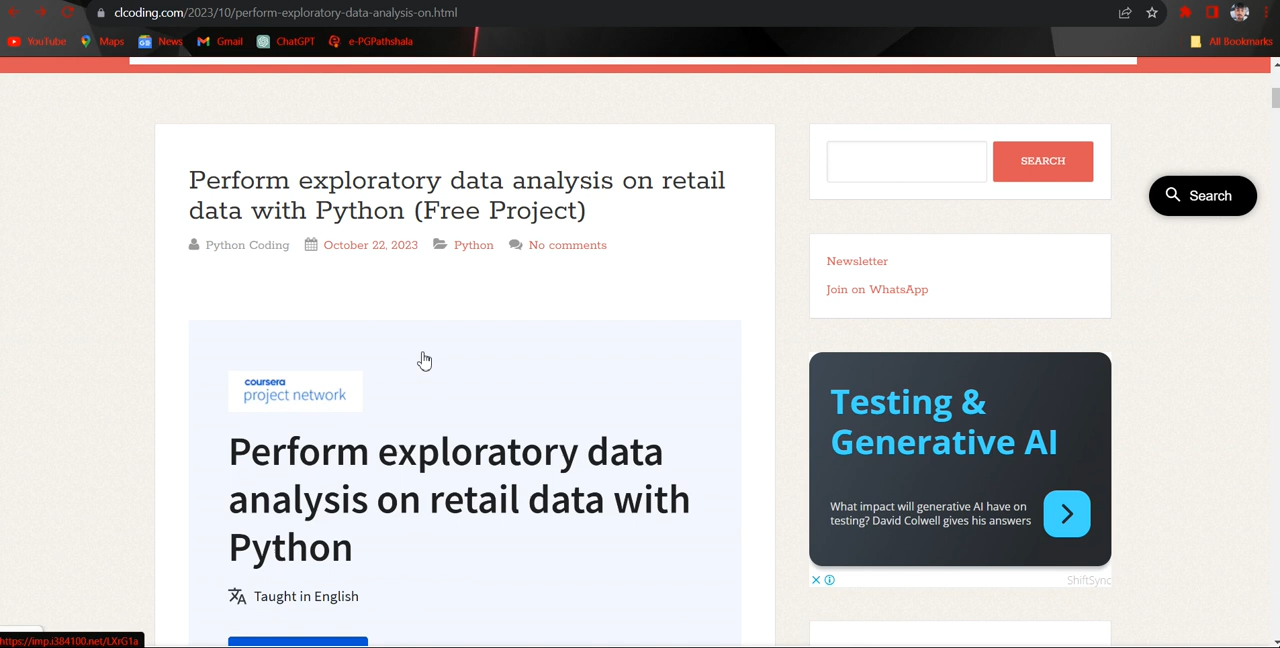 clcoding.com/2023/10/perform-exploratory-data-analysis-on.html
YouTube Maps News Gmail ChatGPT e-PGPathshala All Bookmarks
Perform exploratory data analysis on retail
data with Python (Free Project)
Python Coding October 22, 2023 Python No comments
coursera
project network
Perform exploratory data
analysis on retail data with
Python
Taught in English
SEARCH
Search
Newsletter
Join on WhatsApp
Testing &
Generative AI
What impact will generative AI have on
testing? David Colwell gives his answers
ShiftSync
https://imp.i384100.net/LXrG1a